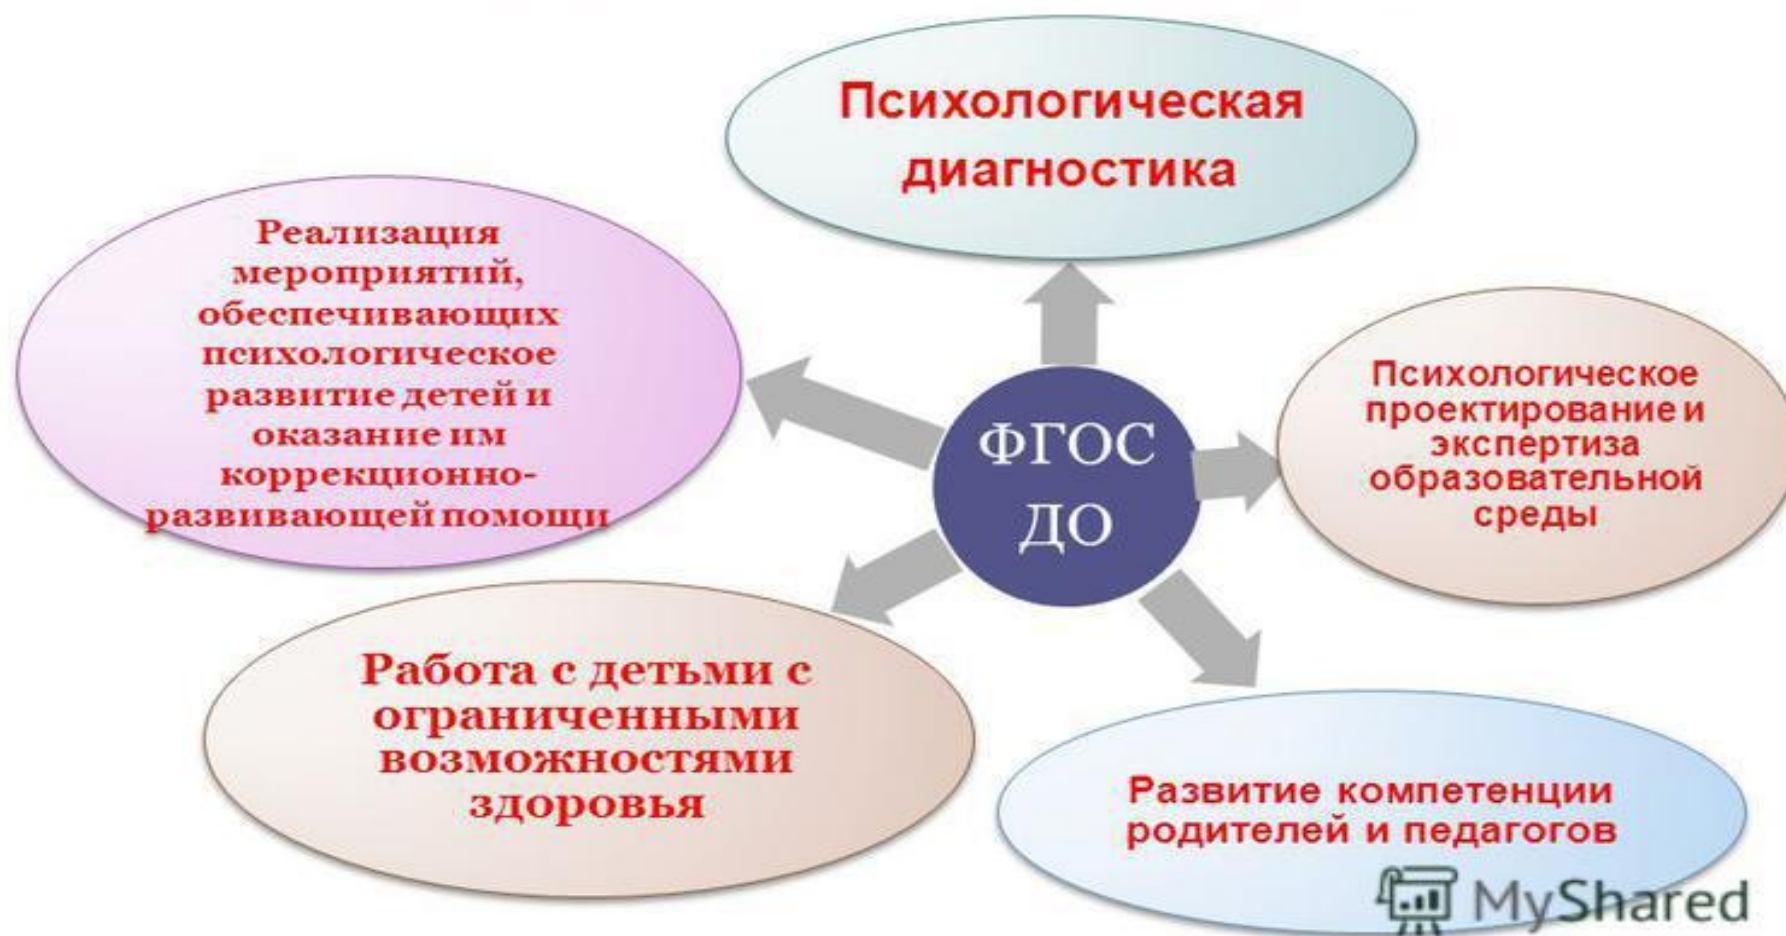 Психологическая
диагностика
Реализация
мероприятий,
обеспечивающих
психологическое
развитие детей и
оказание им
коррекционно-
развивающей помощи
ФГОС
ДО
Психологическое
проектирование и
экспертиза
образовательной
среды
Работа с детьми с
ограниченными
возможностями
здоровья
Развитие компетенции
родителей и педагогов
MyShared